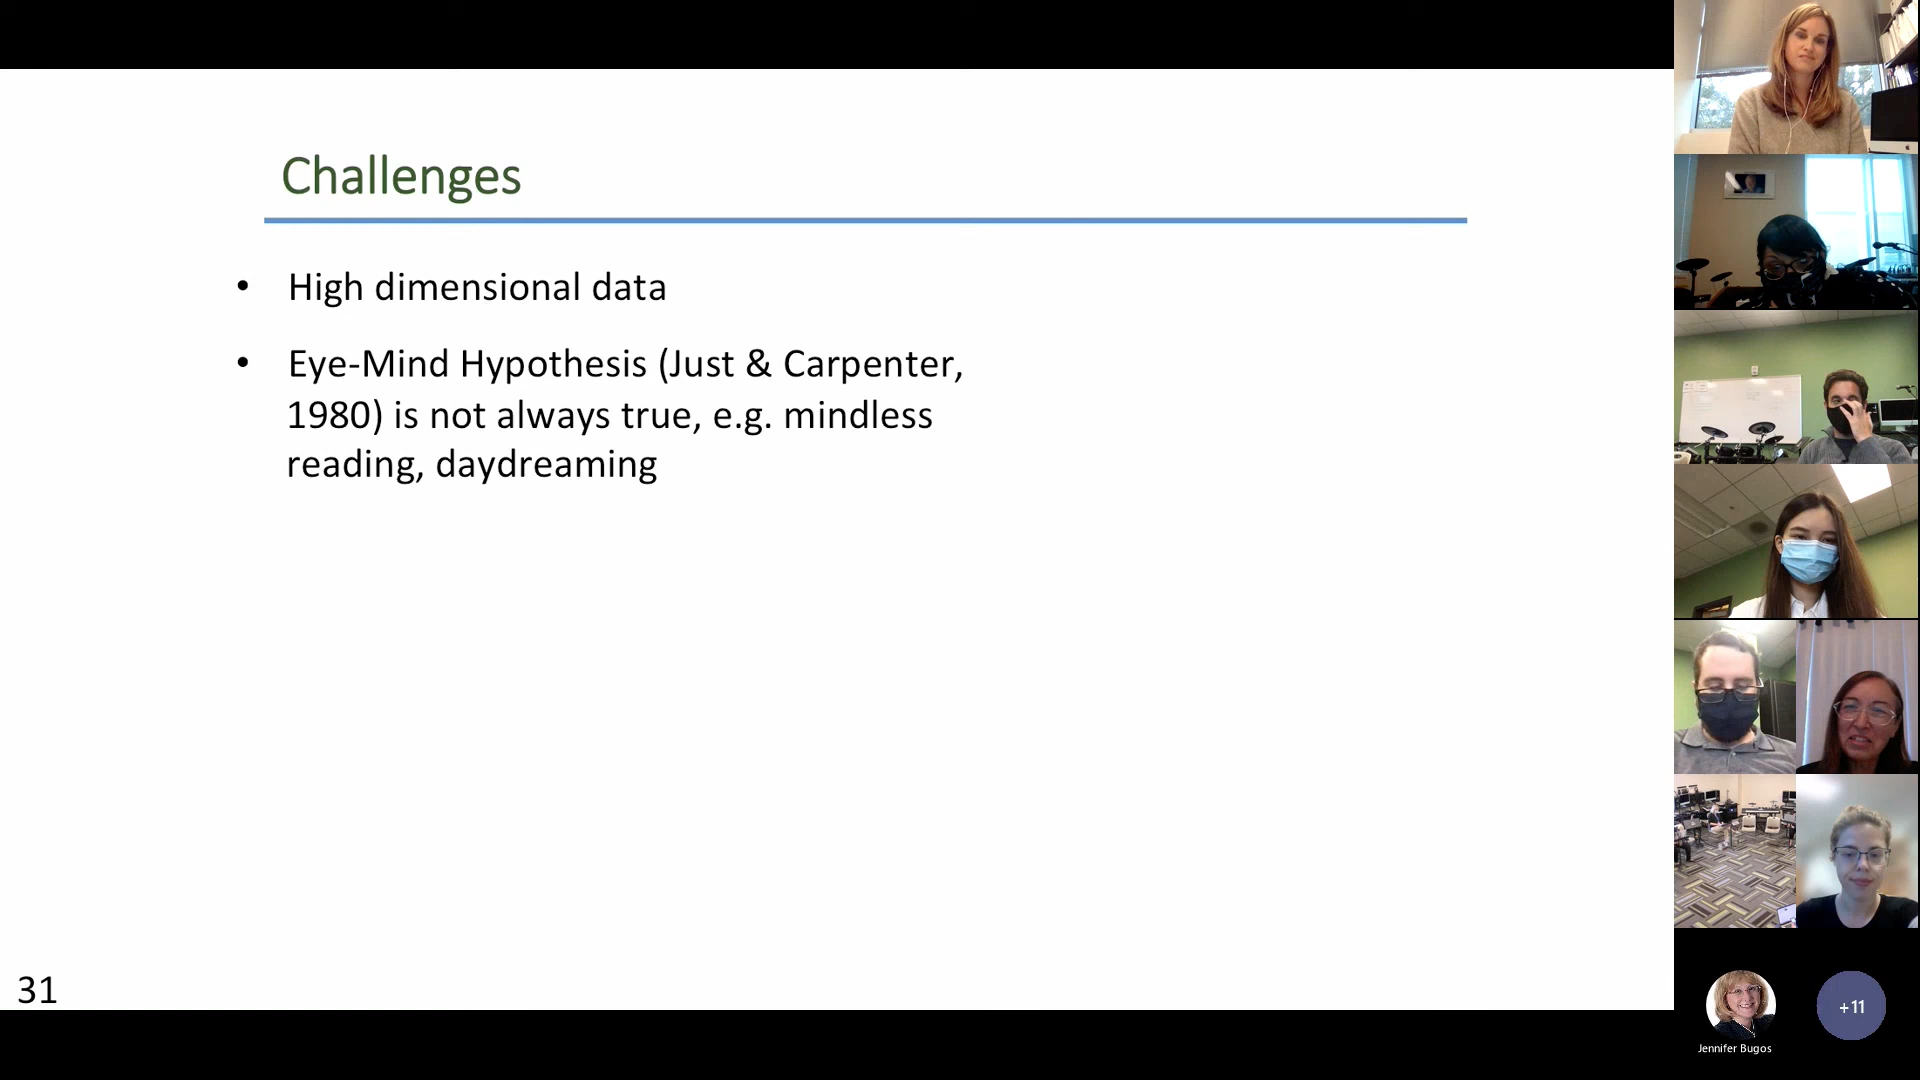 Challenges
• High dimensional data
• Eye-Mind Hypothesis (Just & Carpenter,
1980) is not always true, e.g. mindless
reading, daydreaming
31
+11
Jennifer Bugos